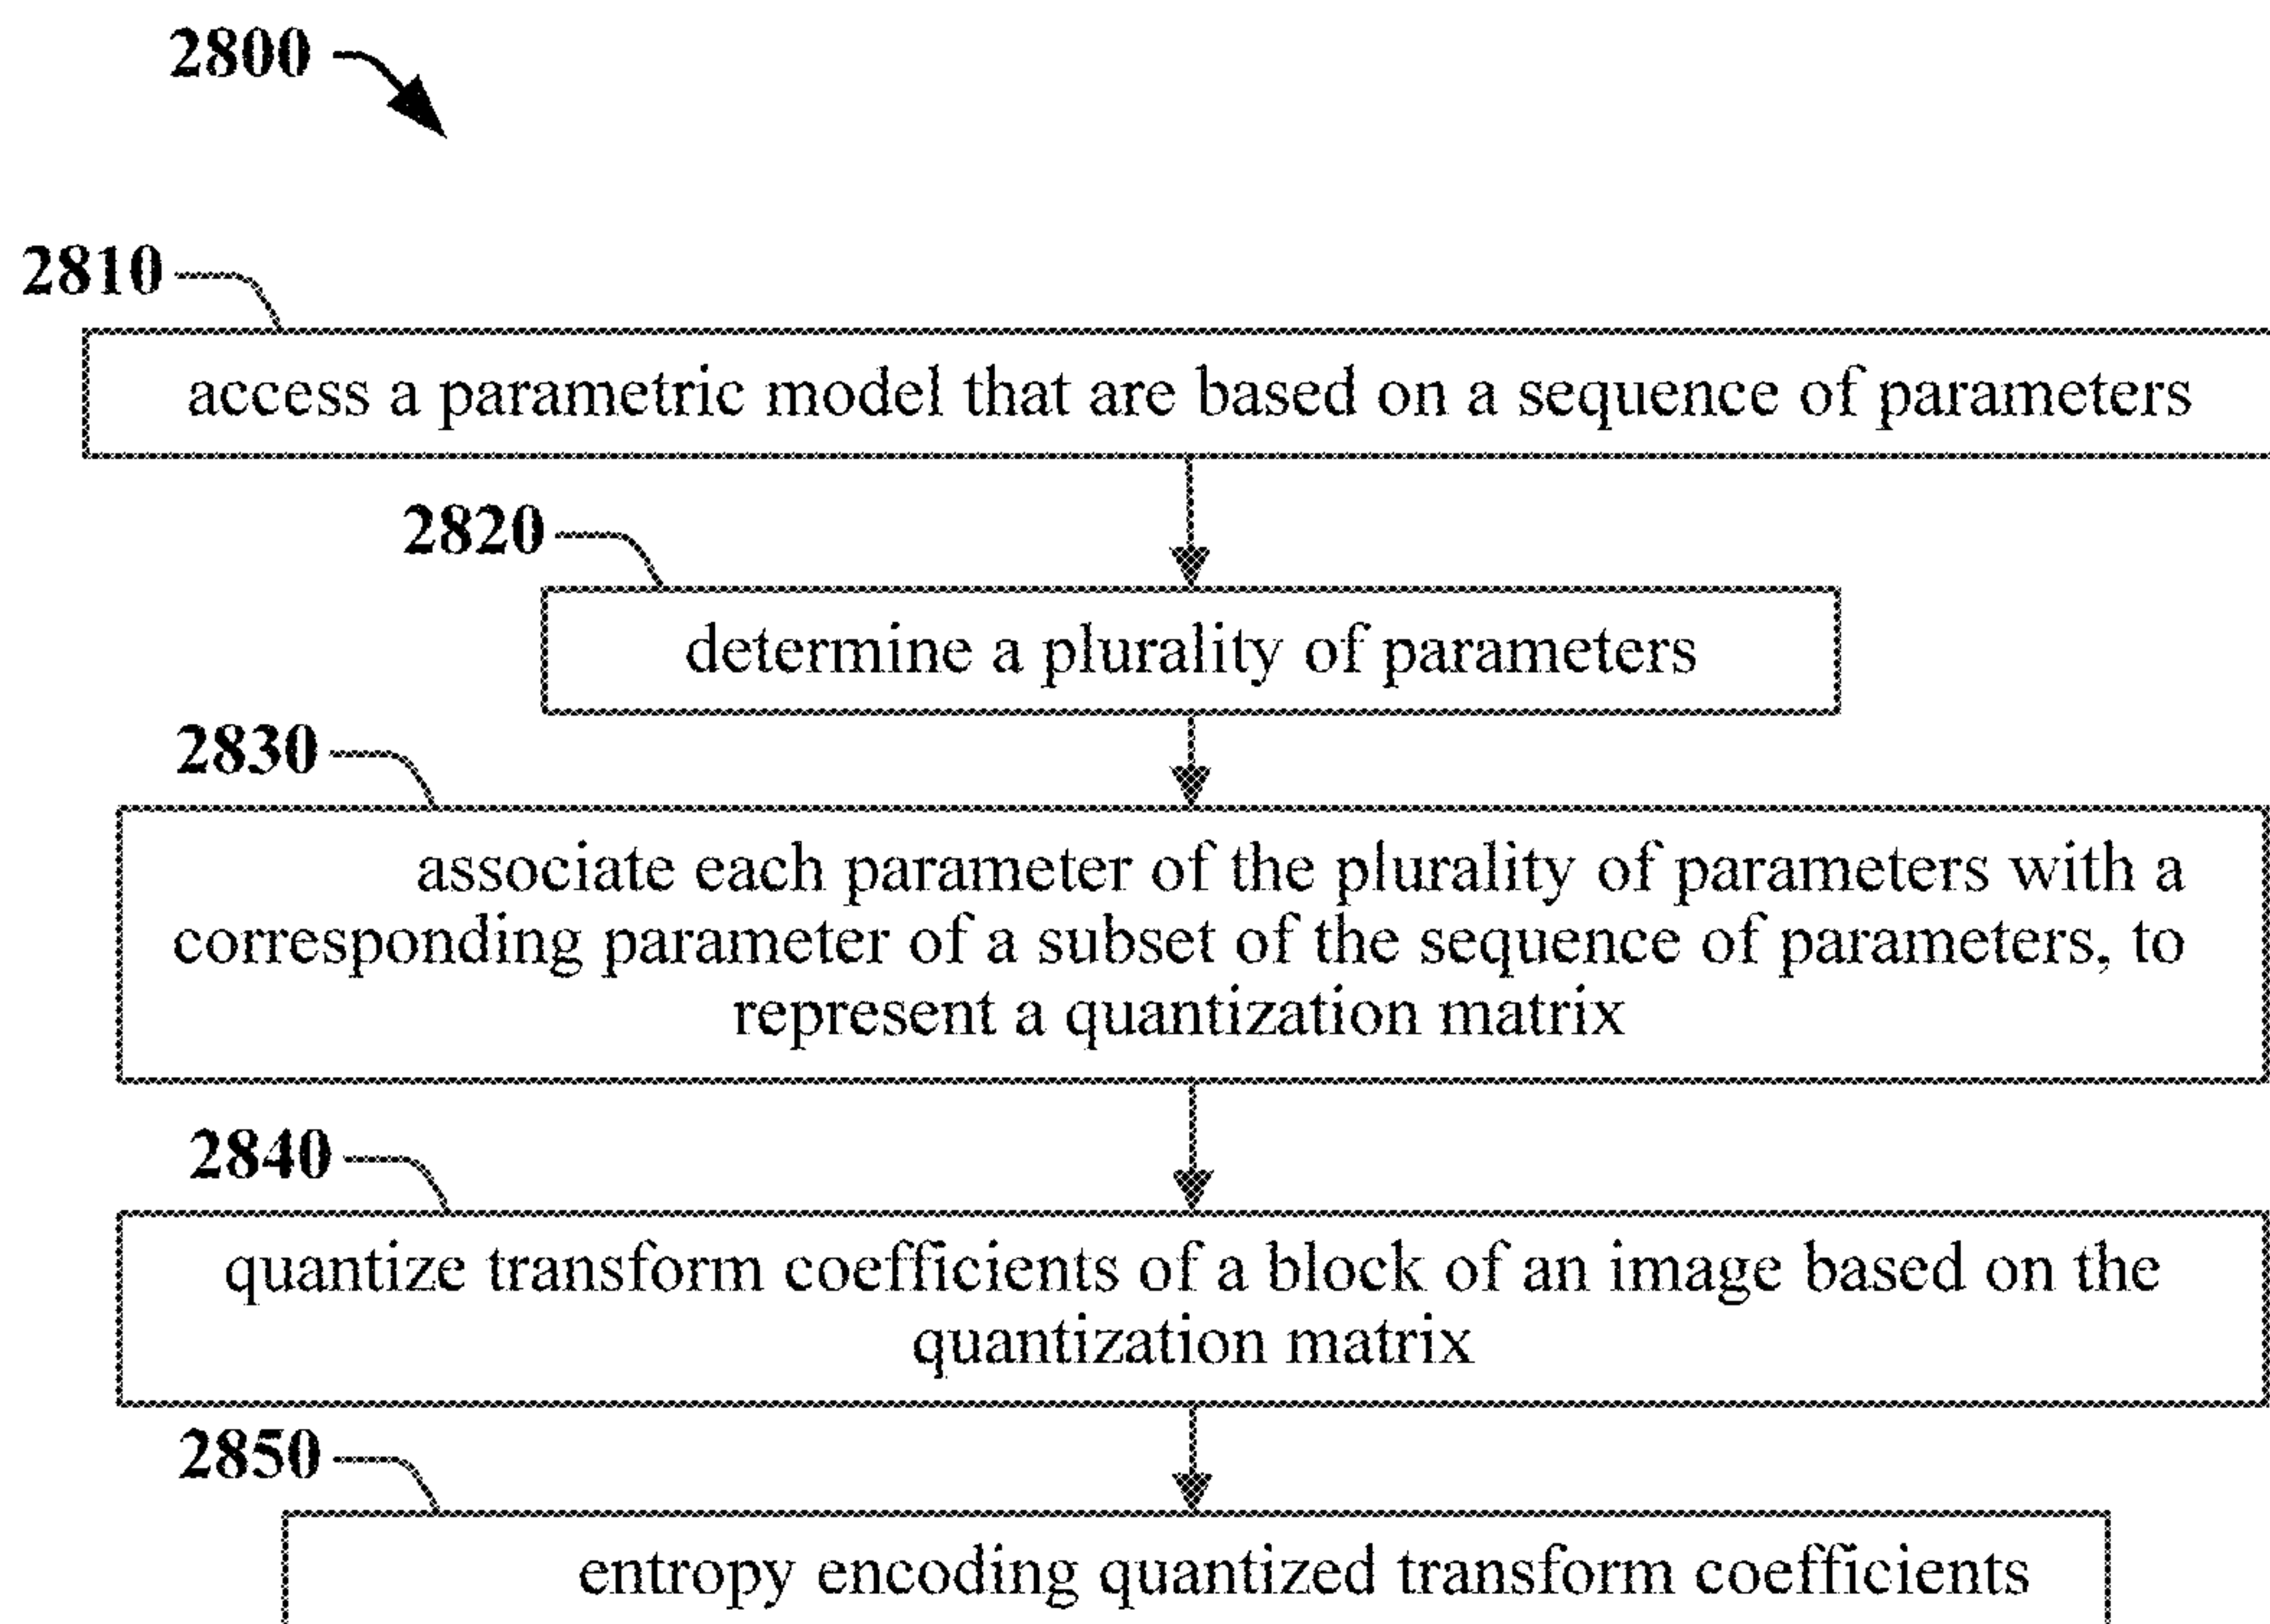 2800
2810
access a parametric model that are based on a sequence of parameters
2820
determine a plurality of parameters
2830
associate each parameter of the plurality of parameters with a
corresponding parameter of a subset of the sequence of parameters, to
represent a quantization matrix
2840
quantize transform coefficients of a block of an image based on the
quantization matrix
2850
entropy encoding quantized transform coefficients